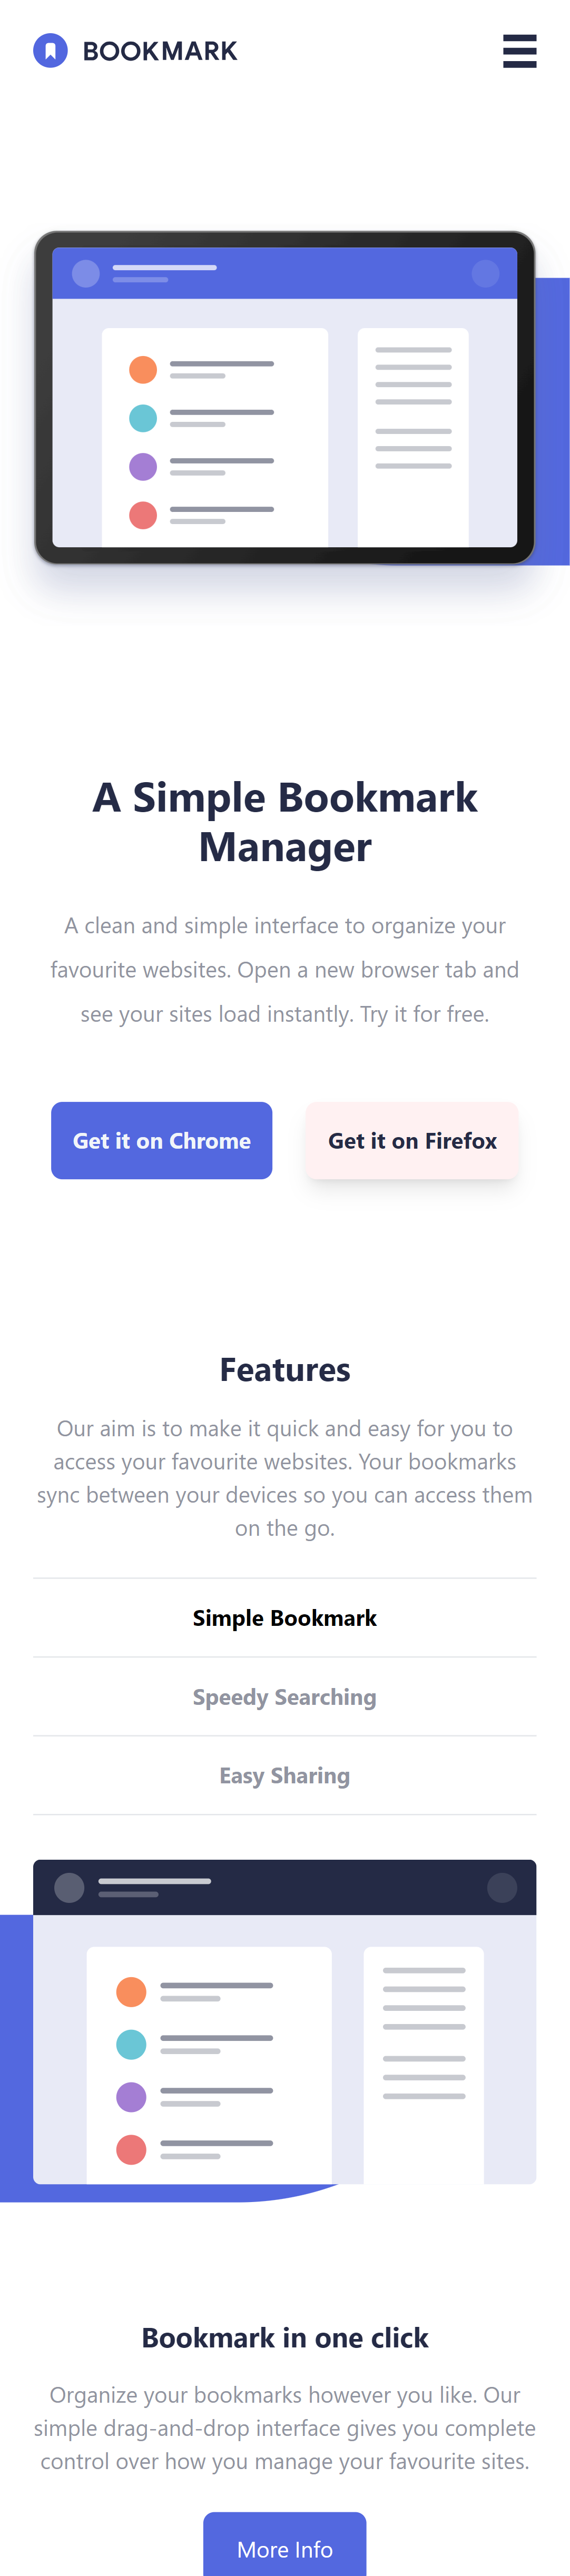 BOOKMARK
A Simple Bookmark
Manager
A clean and simple interface to organize your
favourite websites. Open a new browser tab and
see your sites load instantly. Try it for free.
Get it on Chrome
Get it on Firefox
Features
Our aim is to make it quick and easy for you to
access your favourite websites. Your bookmarks
sync between your devices so you can access them
on the go.
Simple Bookmark
Speedy Searching
Easy Sharing
Bookmark in one click
Organize your bookmarks however you like. Our
simple drag-and-drop interface gives you complete
control over how you manage your favourite sites.
More Info